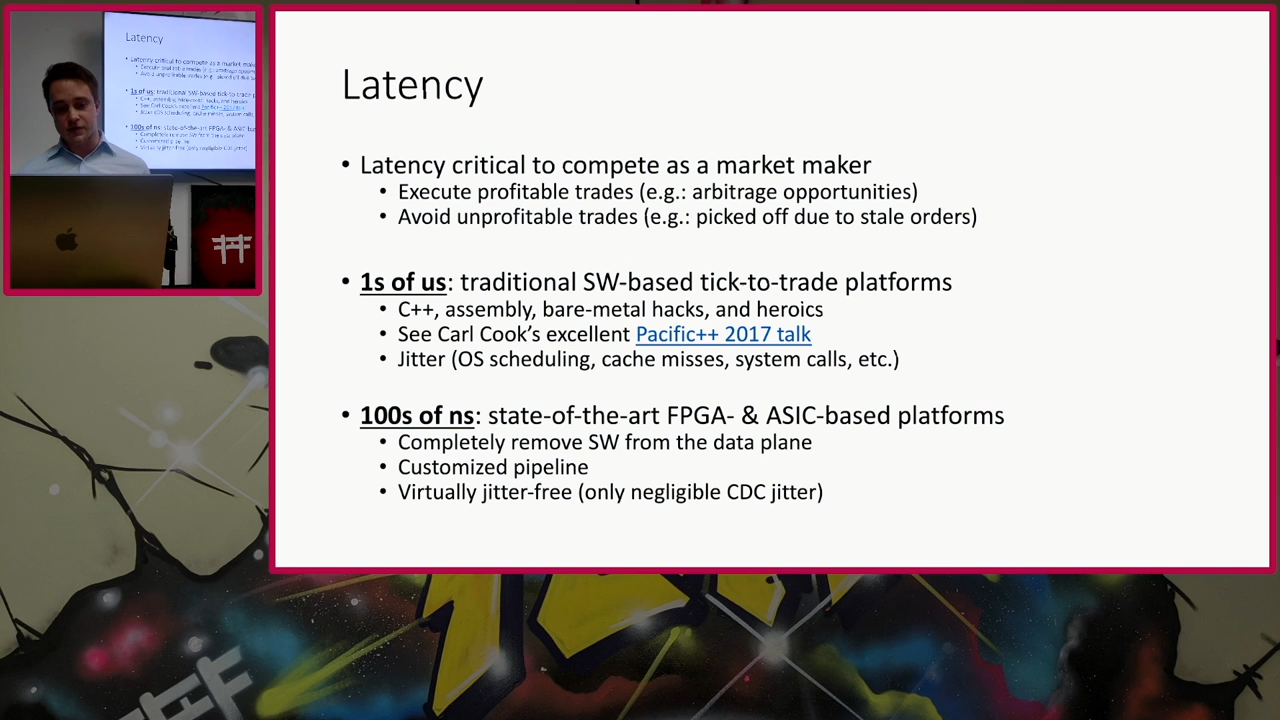 Latency
• Latency critical to compete as a market maker
• Execute profitable trades (e.g.: arbitrage opportunities)
• Avoid unprofitable trades (e.g.: picked off due to stale orders)
• 1s of us: traditional SW-based tick-to-trade platforms
• C++, assembly, bare-metal hacks, and heroics
• See Carl Cook's excellent Pacific++ 2017 talk
• Jitter (OS scheduling, cache misses, system calls, etc.)
• 100s of ns: state-of-the-art FPGA- & ASIC-based platforms
• Completely remove SW from the data plane
• Customized pipeline
• Virtually jitter-free (only negligible CDC jitter)
Latency